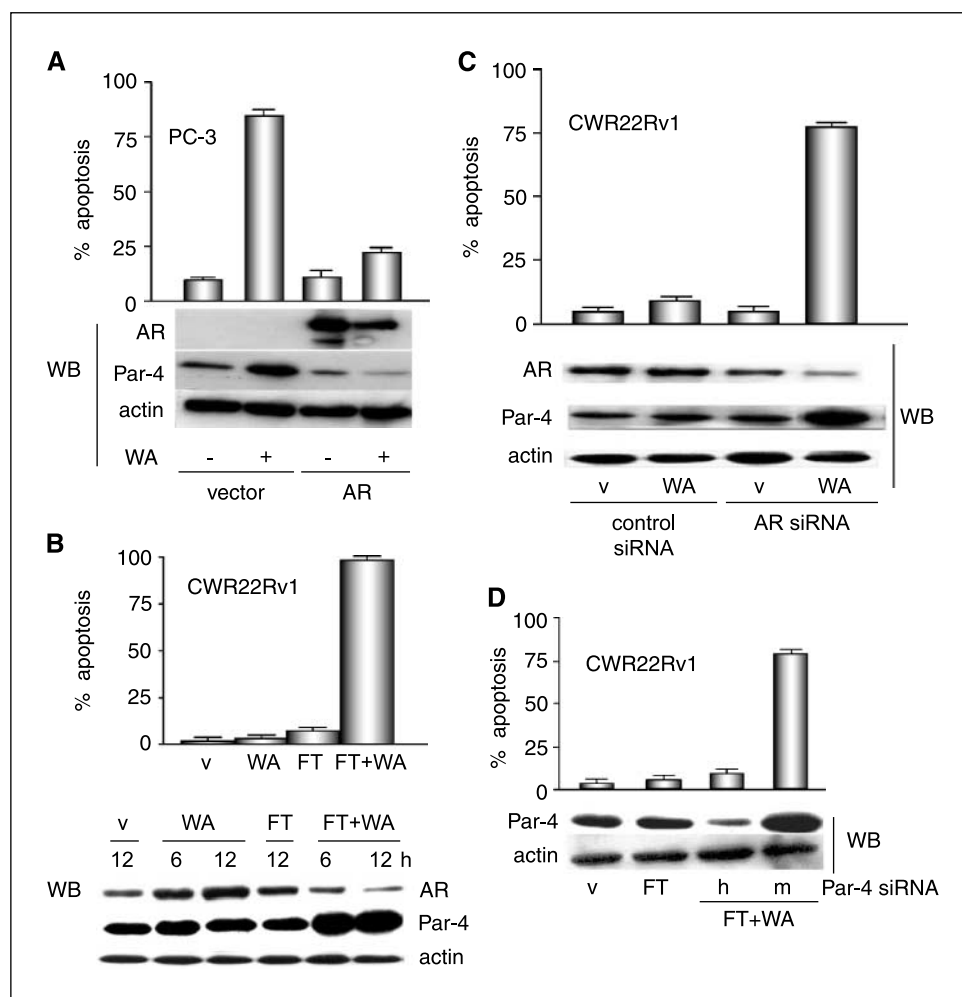 A
100
75
50
25
0
% apoptosis
PC-3
WB
AR
Par-4
actin
WA - + - +
vector AR
B
100
75
50
25
0
% apoptosis
CWR22Rv1
v WA FT FT+WA
v WA FT FT+WA
12 6 12 12 6 12 h
WB
AR
Par-4
actin
C
100
75
50
25
0
% apoptosis
CWR22Rv1
AR
Par-4
actin
WB
v WA v WA
control
siRNA
AR siRNA
D
100
75
50
25
0
% apoptosis
CWR22Rv1
Par-4
actin
WB
v FT h m Par-4 siRNA
FT+WA